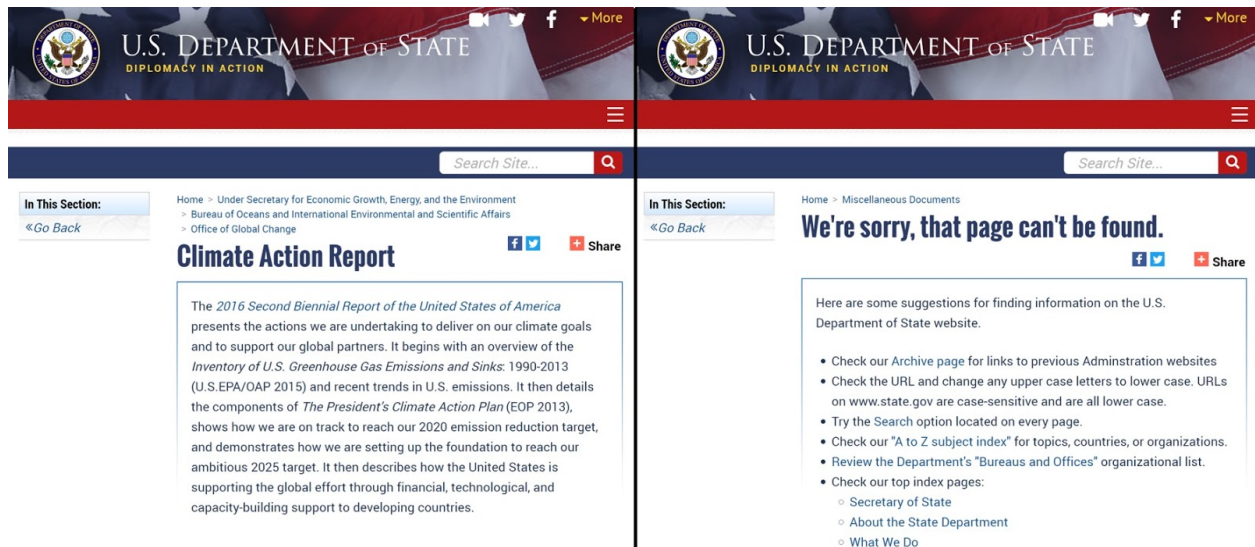 U.S. DEPARTMENT OF STATE
DIPLOMACY IN ACTION
More
Search Site...
In This Section:
«Go Back
Home > Under Secretary for Economic Growth, Energy, and the Environment
> Bureau of Oceans and International Environmental and Scientific Affairs
> Office of Global Change
Climate Action Report
Share
The 2016 Second Biennial Report of the United States of America
presents the actions we are undertaking to deliver on our climate goals
and to support our global partners. It begins with an overview of the
Inventory of U.S. Greenhouse Gas Emissions and Sinks: 1990-2013
(U.S.EPA/OAP 2015) and recent trends in U.S. emissions. It then details
the components of The President's Climate Action Plan (EOP 2013),
shows how we are on track to reach our 2020 emission reduction target,
and demonstrates how we are setting up the foundation to reach our
ambitious 2025 target. It then describes how the United States is
supporting the global effort through financial, technological, and
capacity-building support to developing countries.
U.S. DEPARTMENT OF STATE
DIPLOMACY IN ACTION
More
Search Site...
In This Section:
«Go Back
Home > Miscellaneous Documents
We're sorry, that page can't be found.
Share
Here are some suggestions for finding information on the U.S.
Department of State website.
• Check our Archive page for links to previous Adminstration websites
• Check the URL and change any upper case letters to lower case. URLs
on www.state.gov are case-sensitive and are all lower case.
• Try the Search option located on every page.
• Check our "A to Z subject index" for topics, countries, or organizations.
• Review the Department's "Bureaus and Offices" organizational list.
• Check our top index pages:
○ Secretary of State
○ About the State Department
○ What We Do